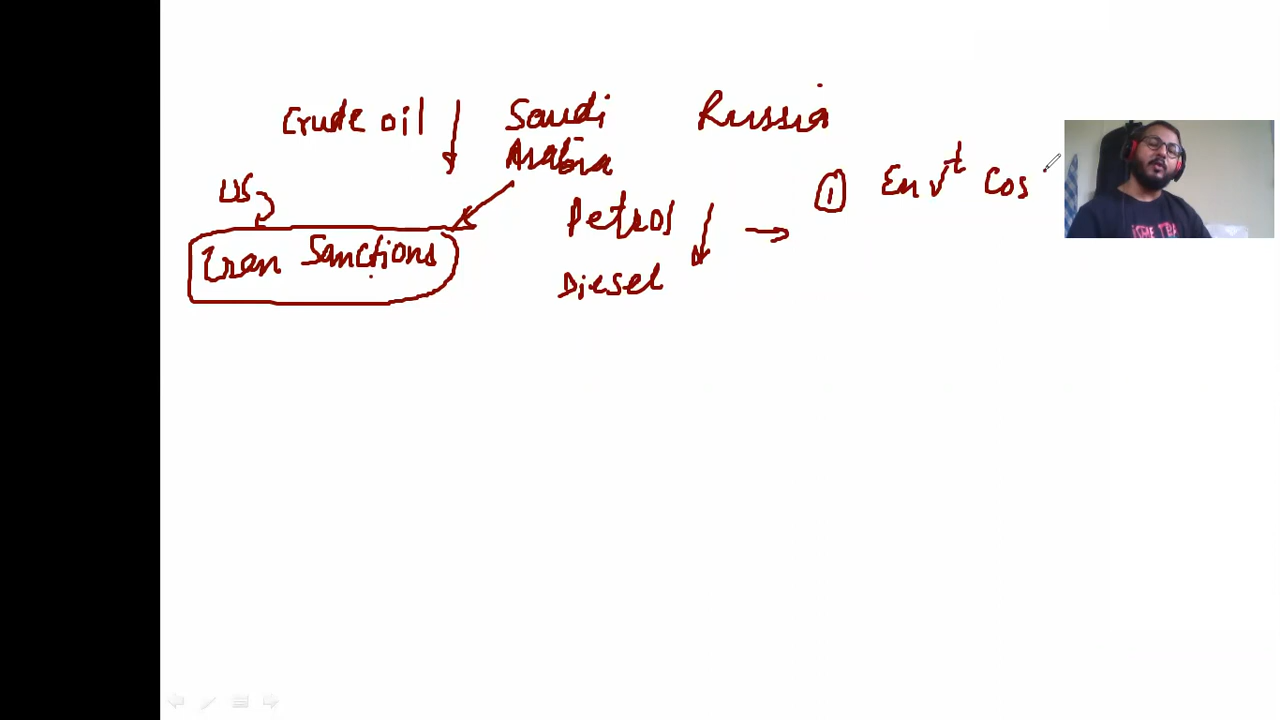 Crude oil ↓ Saudi Arabia Russia
US
Iran Sanctions
Petrol ↓ →
Diesel
① Envt Cos